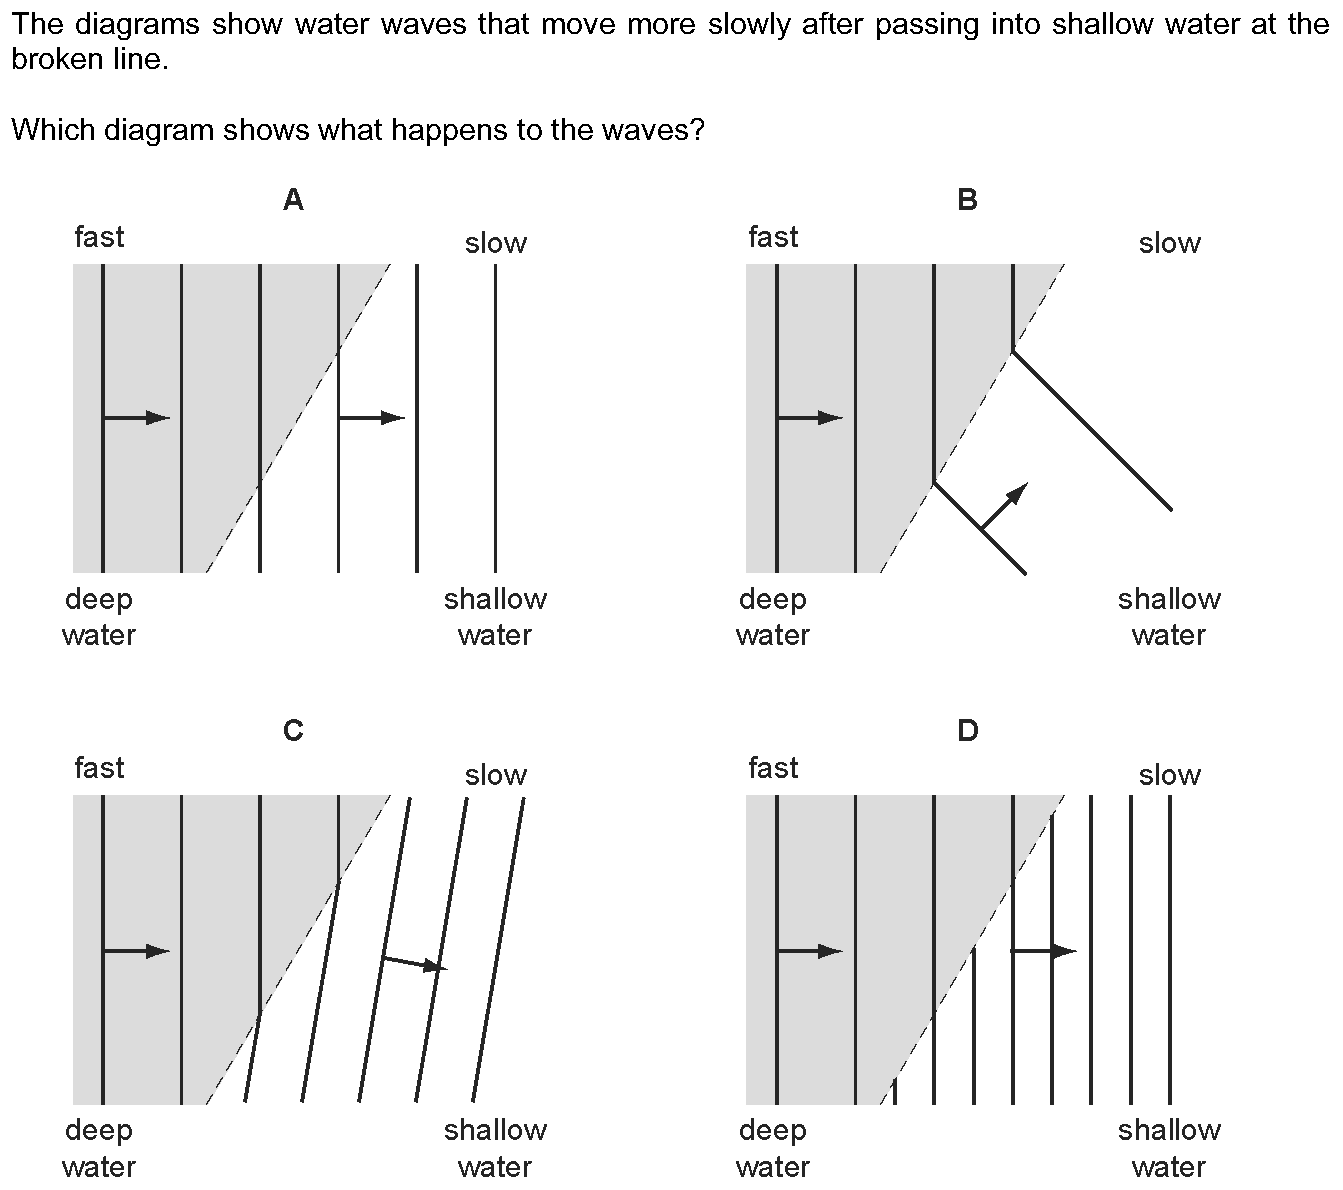 The diagrams show water waves that move more slowly after passing into shallow water at the
broken line.
Which diagram shows what happens to the waves?
A
fast
slow
deep
water
shallow
water
B
fast
slow
deep
water
shallow
water
C
fast
slow
deep
water
shallow
water
D
fast
slow
deep
water
shallow
water